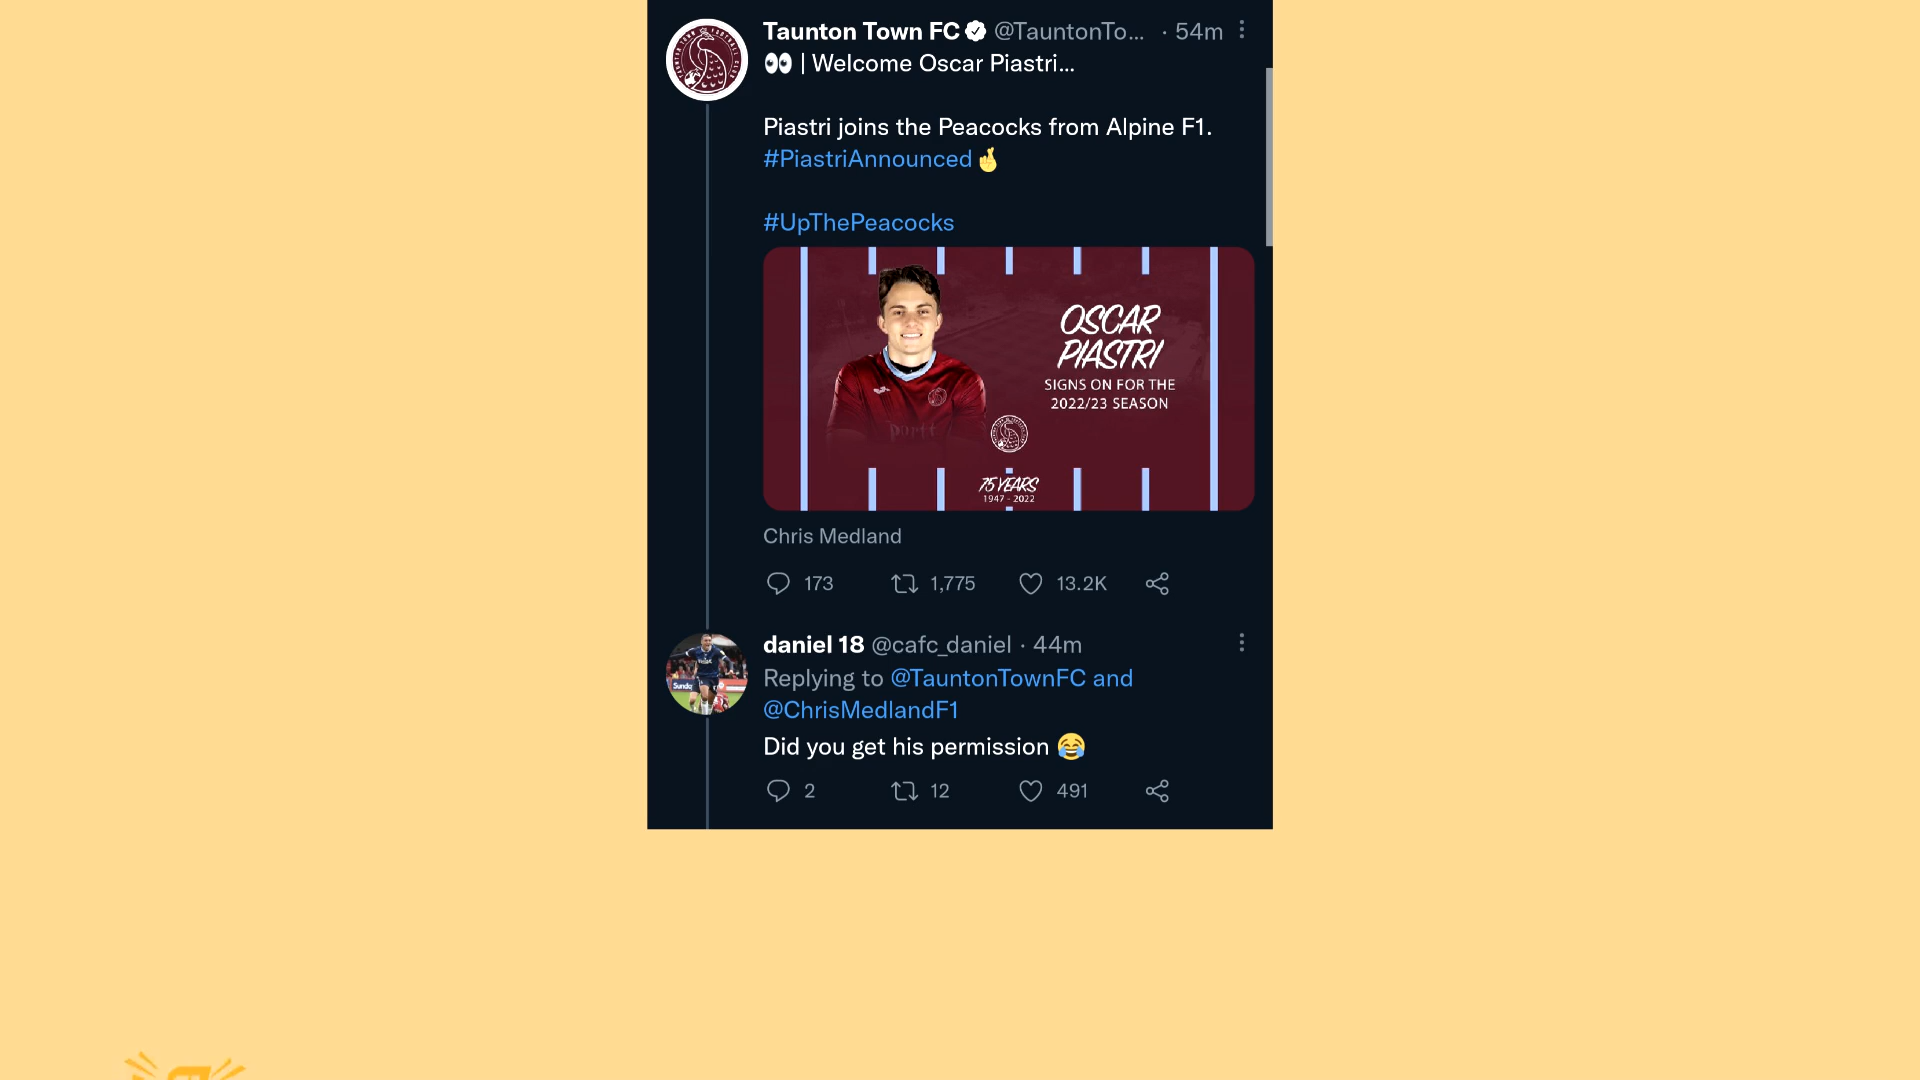 Taunton Town FC @TauntonTo... · 54m
👀 | Welcome Oscar Piastri...
Piastri joins the Peacocks from Alpine F1.
#PiastriAnnounced🤞
#UpThePeacocks
OSCAR
PIASTRI
SIGNS ON FOR THE
2022/23 SEASON
75 YEARS
1947 - 2022
Chris Medland
173 1,775 13.2K
daniel 18 @cafc_daniel · 44m
Replying to @TauntonTownFC and
@ChrisMedlandF1
Did you get his permission 😂
2 12 491